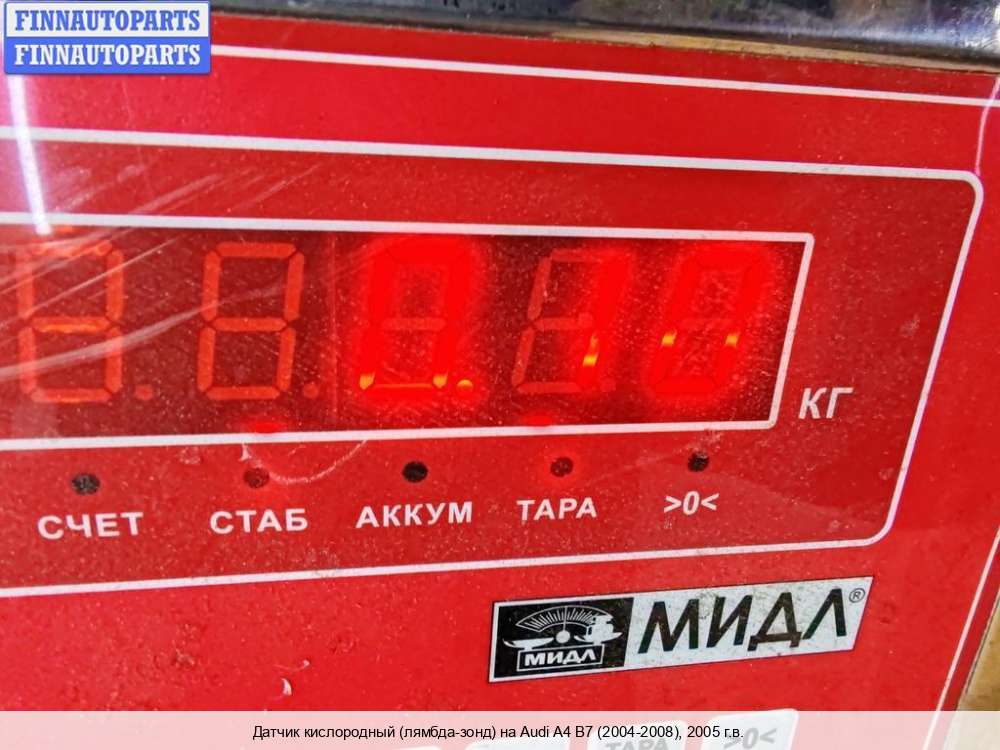 FINNAUTOPARTS
FINNAUTOPARTS
КГ
СЧЕТ СТАБ АККУМ ТАРА >0<
МИДЛ МИДЛ®
ТАРА >0<
Датчик кислородный (лямбда-зонд) на Audi A4 B7 (2004-2008), 2005 г.в.